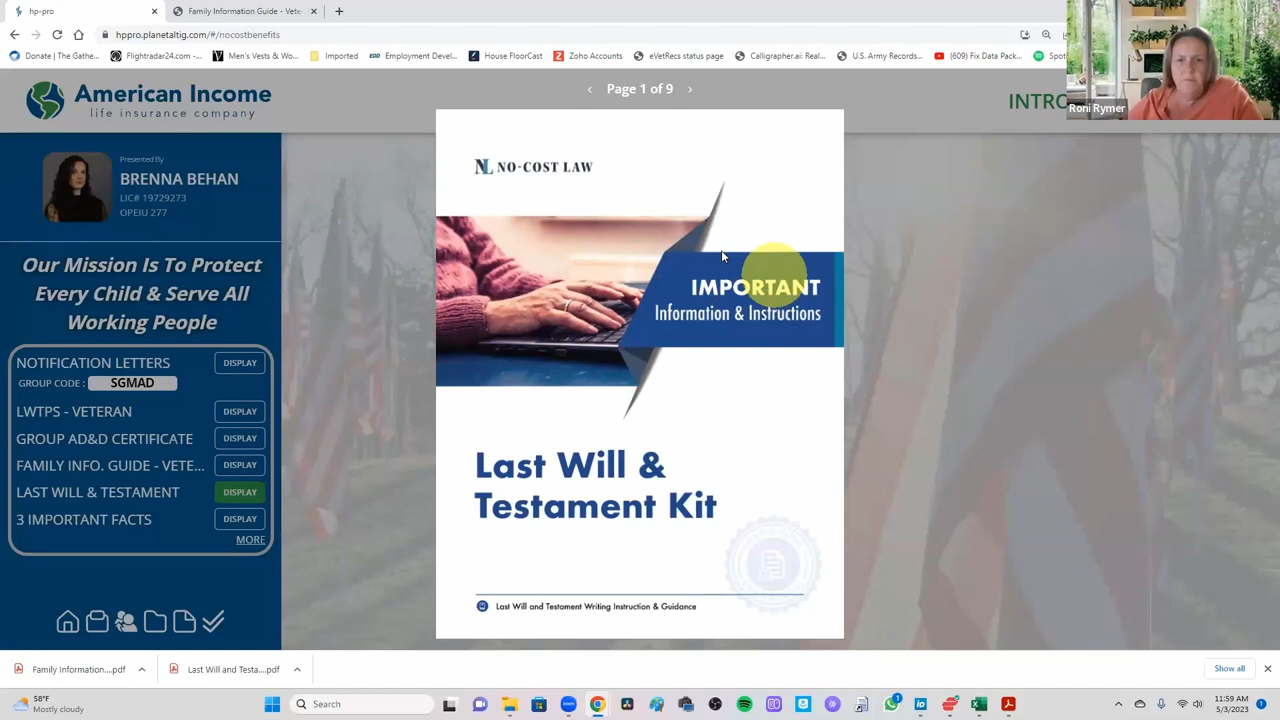 hp-pro
Family Information Guide - Vete
hppro.planetaltig.com/#/nocostbenefits
Donate | The Gathe...
Flightradar24.com -...
Men's Vests & Wo...
Imported
EDD
Employment Devel...
House FloorCast
Zoho Accounts
eVetRecs status page
Calligrapher.ai: Real...
U.S. Army Records...
(609) Fix Data Pack...
Spot
Roni Rymer
American Income
life insurance company
Page 1 of 9
INTRO
Presented By
BRENNA BEHAN
LIC# 19729273
OPEIU 277
Our Mission Is To Protect
Every Child & Serve All
Working People
NOTIFICATION LETTERS
DISPLAY
GROUP CODE :
SGMAD
LWTPS - VETERAN
DISPLAY
GROUP AD&D CERTIFICATE
DISPLAY
FAMILY INFO. GUIDE - VETE...
DISPLAY
LAST WILL & TESTAMENT
DISPLAY
3 IMPORTANT FACTS
DISPLAY
MORE
NL NO-COST LAW
IMPORTANT
Information & Instructions
Last Will &
Testament Kit
Last Will and Testament Writing Instruction & Guidance
Family Information....pdf
Last Will and Testa....pdf
Show all
58°F
Mostly cloudy
Search
11:59 AM
5/3/2023